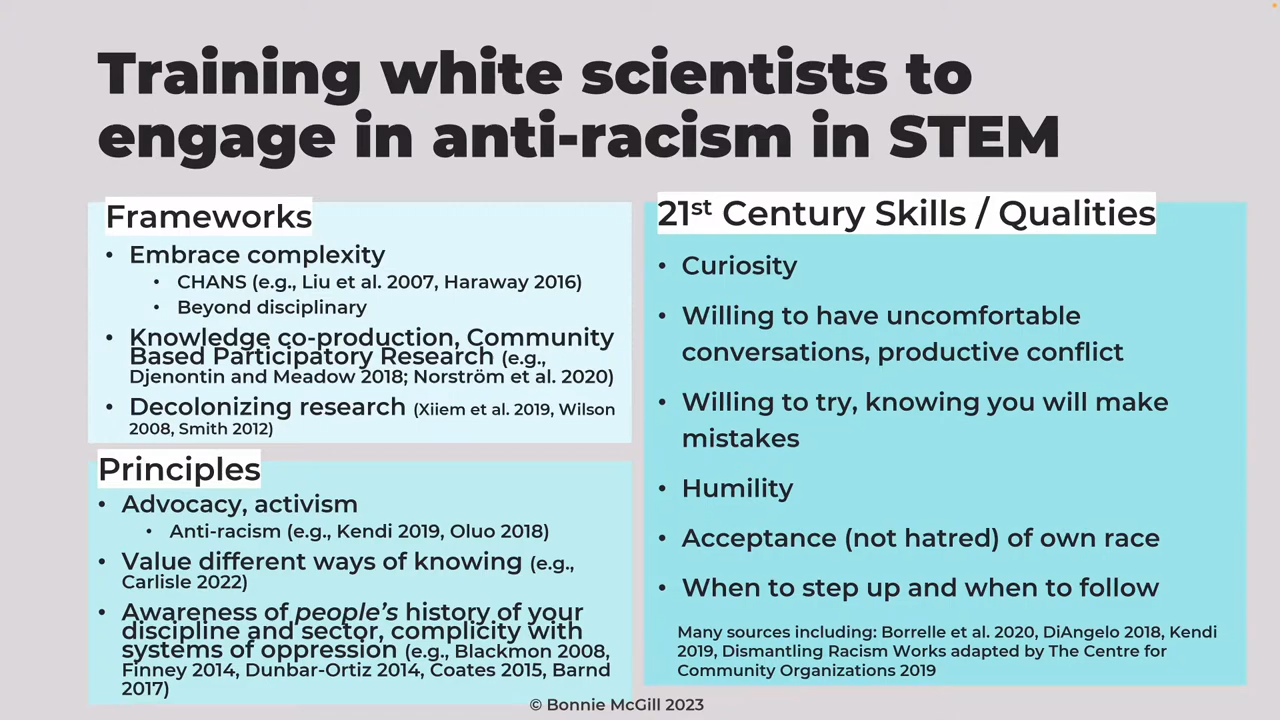 Training white scientists to
engage in anti-racism in STEM
Frameworks
• Embrace complexity
• CHANS (e.g., Liu et al. 2007, Haraway 2016)
• Beyond disciplinary
• Knowledge co-production, Community
Based Participatory Research (e.g.,
Djenontin and Meadow 2018; Norström et al. 2020)
• Decolonizing research (Xiiem et al. 2019, Wilson
2008, Smith 2012)
Principles
• Advocacy, activism
• Anti-racism (e.g., Kendi 2019, Oluo 2018)
• Value different ways of knowing (e.g.,
Carlisle 2022)
• Awareness of people's history of your
discipline and sector, complicity with
systems of oppression (e.g., Blackmon 2008,
Finney 2014, Dunbar-Ortiz 2014, Coates 2015, Barnd
2017)
21st Century Skills / Qualities
• Curiosity
• Willing to have uncomfortable
conversations, productive conflict
• Willing to try, knowing you will make
mistakes
• Humility
• Acceptance (not hatred) of own race
• When to step up and when to follow
Many sources including: Borrelle et al. 2020, DiAngelo 2018, Kendi
2019, Dismantling Racism Works adapted by The Centre for
Community Organizations 2019
© Bonnie McGill 2023